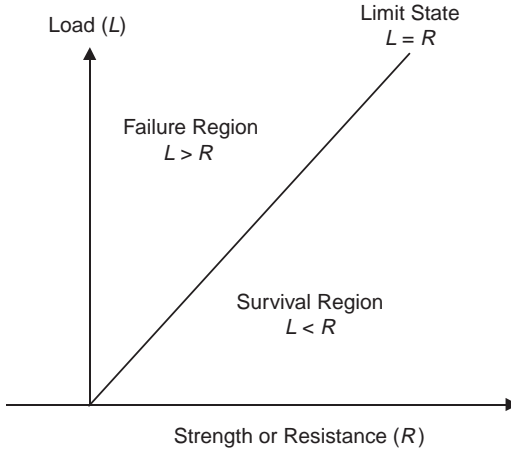 Load (L)
Limit State
L = R
Failure Region
L > R
Survival Region
L < R
Strength or Resistance (R)